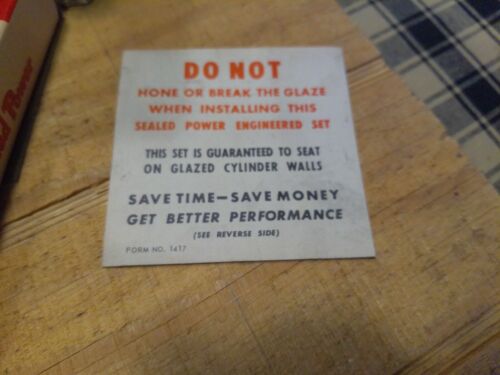 DO NOT
HONE OR BREAK THE GLAZE
WHEN INSTALLING THIS
SEALED POWER ENGINEERED SET
THIS SET IS GUARANTEED TO SEAT
ON GLAZED CYLINDER WALLS
SAVE TIME—SAVE MONEY
GET BETTER PERFORMANCE
(SEE REVERSE SIDE)
FORM NO. 1417
Power